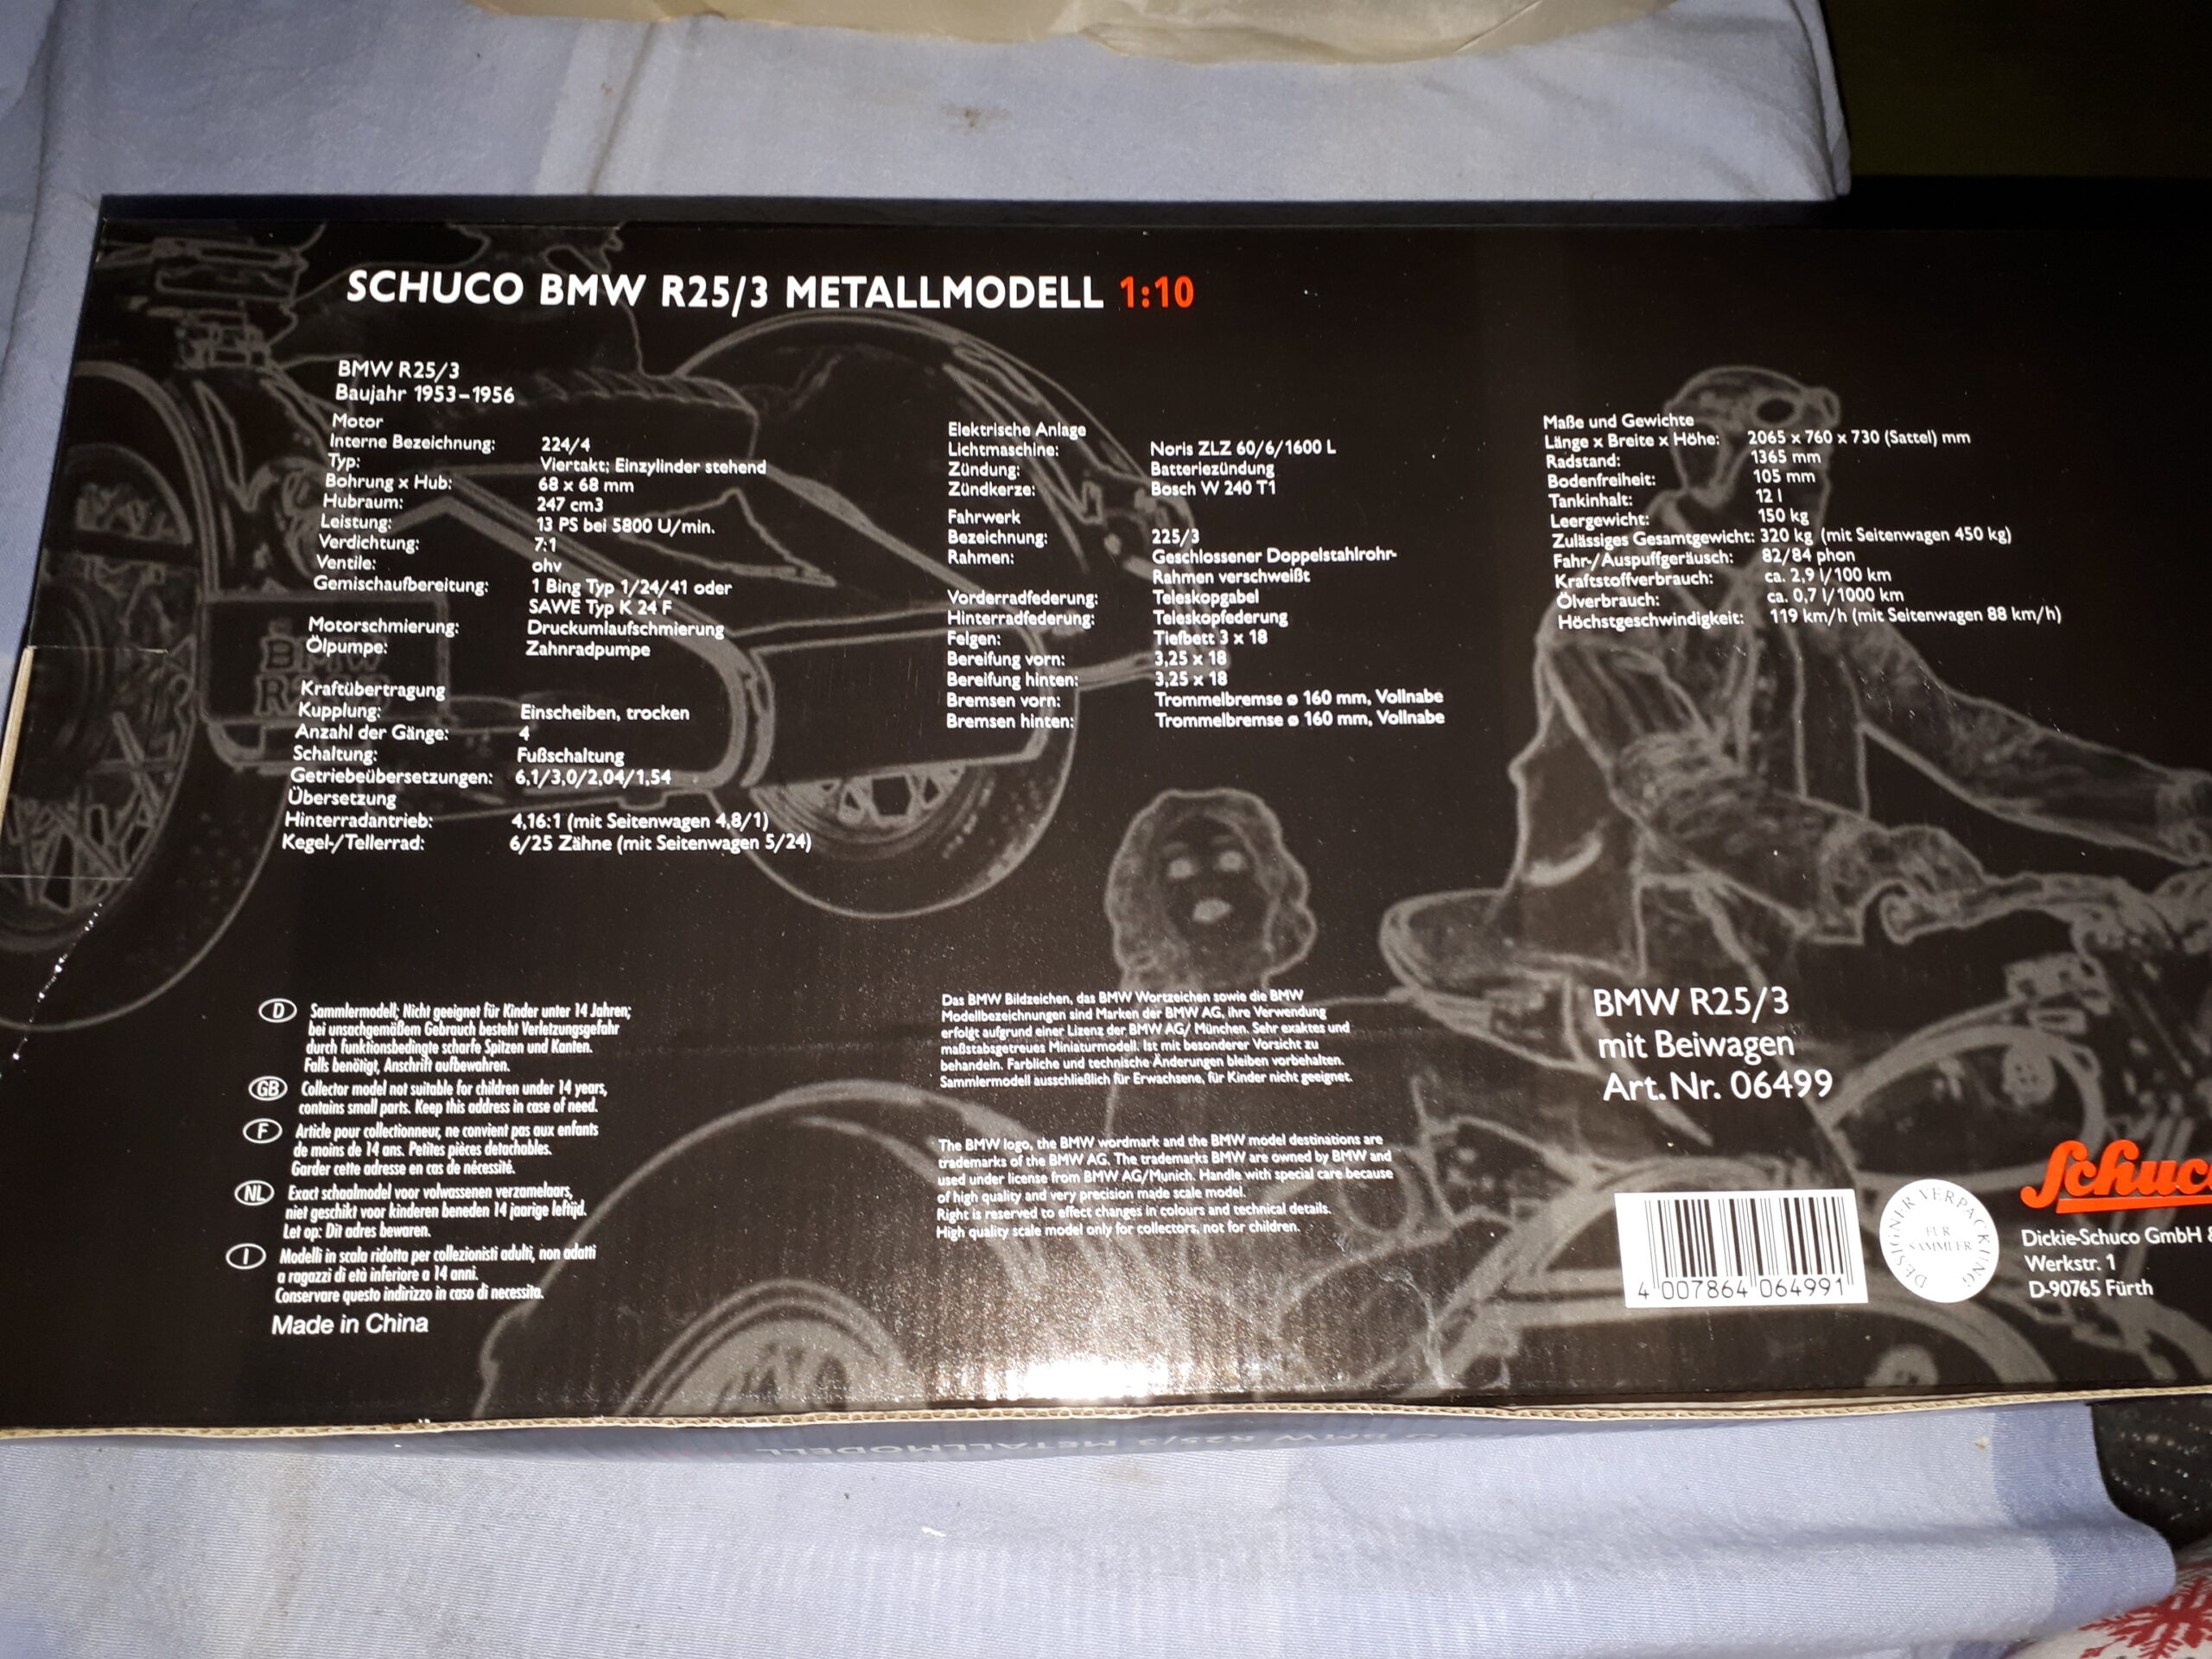 SCHUCO BMW R25/3 METALLMODELL 1:10
BMW R25/3
Baujahr 1953–1956
Motor
Interne Bezeichnung: 224/4
Typ: Viertakt; Einzylinder stehend
Bohrung x Hub: 68 x 68 mm
Hubraum: 247 cm3
Leistung: 13 PS bei 5800 U/min.
Verdichtung: 7:1
Ventile: ohv
Gemischaufbereitung: 1 Bing Typ 1/24/41 oder
SAWE Typ K 24 F
Motorschmierung: Druckumlaufschmierung
Ölpumpe: Zahnradpumpe
Kraftübertragung
Kupplung: Einscheiben, trocken
Anzahl der Gänge: 4
Schaltung: Fußschaltung
Getriebeübersetzungen: 6,1/3,0/2,04/1,54
Übersetzung
Hinterradantrieb: 4,16:1 (mit Seitenwagen 4,8/1)
Kegel-/Tellerrad: 6/25 Zähne (mit Seitenwagen 5/24)
Elektrische Anlage
Lichtmaschine: Noris ZLZ 60/6/1600 L
Zündung: Batteriezündung
Zündkerze: Bosch W 240 T1
Fahrwerk
Bezeichnung: 225/3
Rahmen: Geschlossener Doppelstahlrohr-
Rahmen verschweißt
Vorderradfederung: Teleskopgabel
Hinterradfederung: Teleskopfederung
Felgen: Tiefbett 3 x 18
Bereifung vorn: 3,25 x 18
Bereifung hinten: 3,25 x 18
Bremsen vorn: Trommelbremse ø 160 mm, Vollnabe
Bremsen hinten: Trommelbremse ø 160 mm, Vollnabe
Maße und Gewichte
Länge x Breite x Höhe: 2065 x 760 x 730 (Sattel) mm
Radstand: 1365 mm
Bodenfreiheit: 105 mm
Tankinhalt: 12 l
Leergewicht: 150 kg
Zulässiges Gesamtgewicht: 320 kg (mit Seitenwagen 450 kg)
Fahr-/Auspuffgeräusch: 82/84 phon
Kraftstoffverbrauch: ca. 2,9 l/100 km
Ölverbrauch: ca. 0,7 l/1000 km
Höchstgeschwindigkeit: 119 km/h (mit Seitenwagen 88 km/h)
D Sammlermodell; Nicht geeignet für Kinder unter 14 Jahren;
bei unsachgemäßem Gebrauch besteht Verletzungsgefahr
durch funktionsbedingte scharfe Spitzen und Kanten.
Falls benötigt, Anschrift aufbewahren.
GB Collector model not suitable for children under 14 years,
contains small parts. Keep this address in case of need.
F Article pour collectionneur, ne convient pas aux enfants
de moins de 14 ans. Petites pièces detachables.
Garder cette adresse en cas de nécessité.
NL Exact schaalmodel voor volwassenen verzamelaars,
niet geschikt voor kinderen beneden 14 jaarige leftijd.
Let op: Dit adres bewaren.
I Modelli in scala ridotta per collezionisti adulti, non adatti
a ragazzi di età inferiore a 14 anni.
Conservare questo indirizzo in caso di necessita.
Made in China
Das BMW Bildzeichen, das BMW Wortzeichen sowie die BMW
Modellbezeichnungen sind Marken der BMW AG, ihre Verwendung
erfolgt aufgrund einer Lizenz der BMW AG/ München. Sehr exaktes und
maßstabsgetreues Miniaturmodell. Ist mit besonderer Vorsicht zu
behandeln. Farbliche und technische Änderungen bleiben vorbehalten.
Sammlermodell ausschließlich für Erwachsene, für Kinder nicht geeignet.
The BMW logo, the BMW wordmark and the BMW model destinations are
trademarks of the BMW AG. The trademarks BMW are owned by BMW and
used under license from BMW AG/Munich. Handle with special care because
of high quality and very precision made scale model.
Right is reserved to effect changes in colours and technical details.
High quality scale model only for collectors, not for children.
BMW R25/3
mit Beiwagen
Art.Nr. 06499
4 007864 064991
DESIGNER VERPACKUNG
FÜR
SAMMLER
Schuco
Dickie-Schuco GmbH &
Werkstr. 1
D-90765 Fürth
BMW R25/3 METALLMODELL